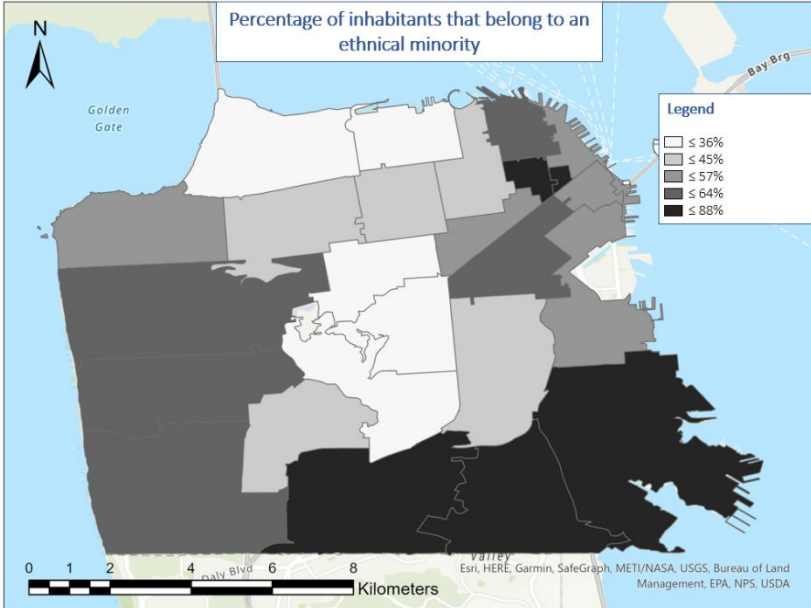 Percentage of inhabitants that belong to an
ethnical minority
N
Golden
Gate
Bay Brg
Legend
≤ 36%
≤ 45%
≤ 57%
≤ 64%
≤ 88%
Valley
Daly Blvd
0 1 2 4 6 8
Kilometers
Esri, HERE, Garmin, SafeGraph, METI/NASA, USGS, Bureau of Land
Management, EPA, NPS, USDA